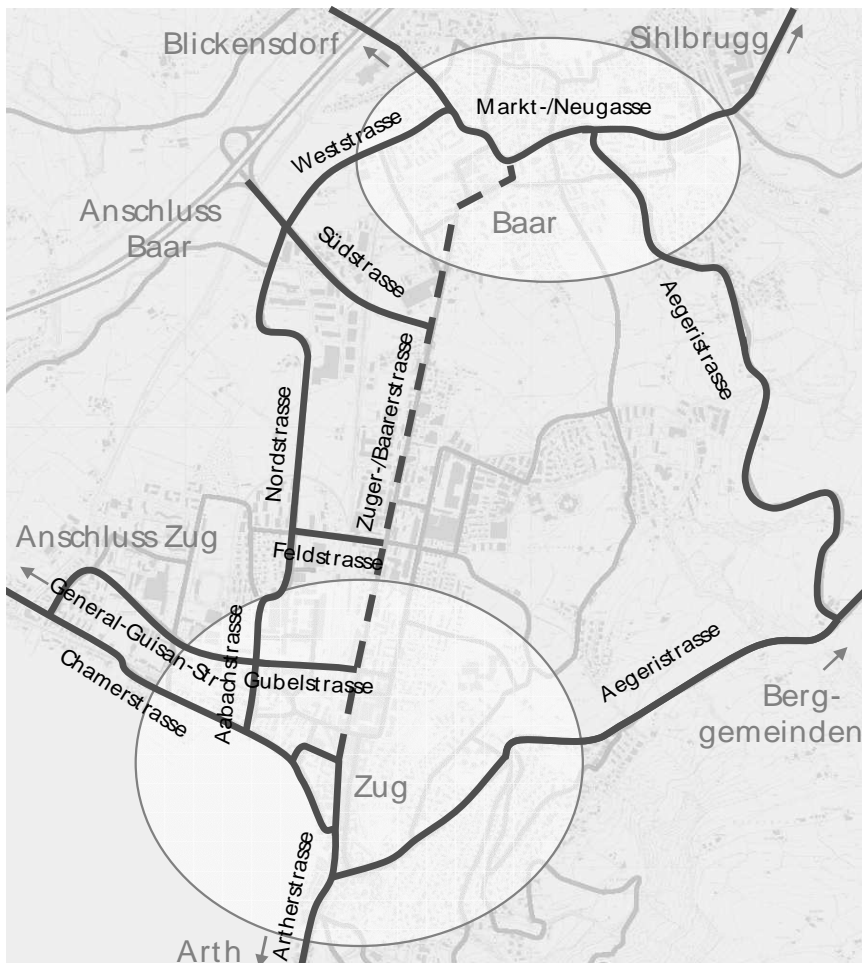 Blickensdorf
Sihlbrugg
Markt-/Neugasse
Weststrasse
Anschluss
Baar
Baar
Südstrasse
Aegeristrasse
Zuger-/Baarerstrasse
Nordstrasse
Anschluss Zug
Feldstrasse
General-Guisan-Str.
Aabachstrasse
Gubelstrasse
Chamerstrasse
Aegeristrasse
Berg-
gemeinden
Zug
Artherstrasse
Arth